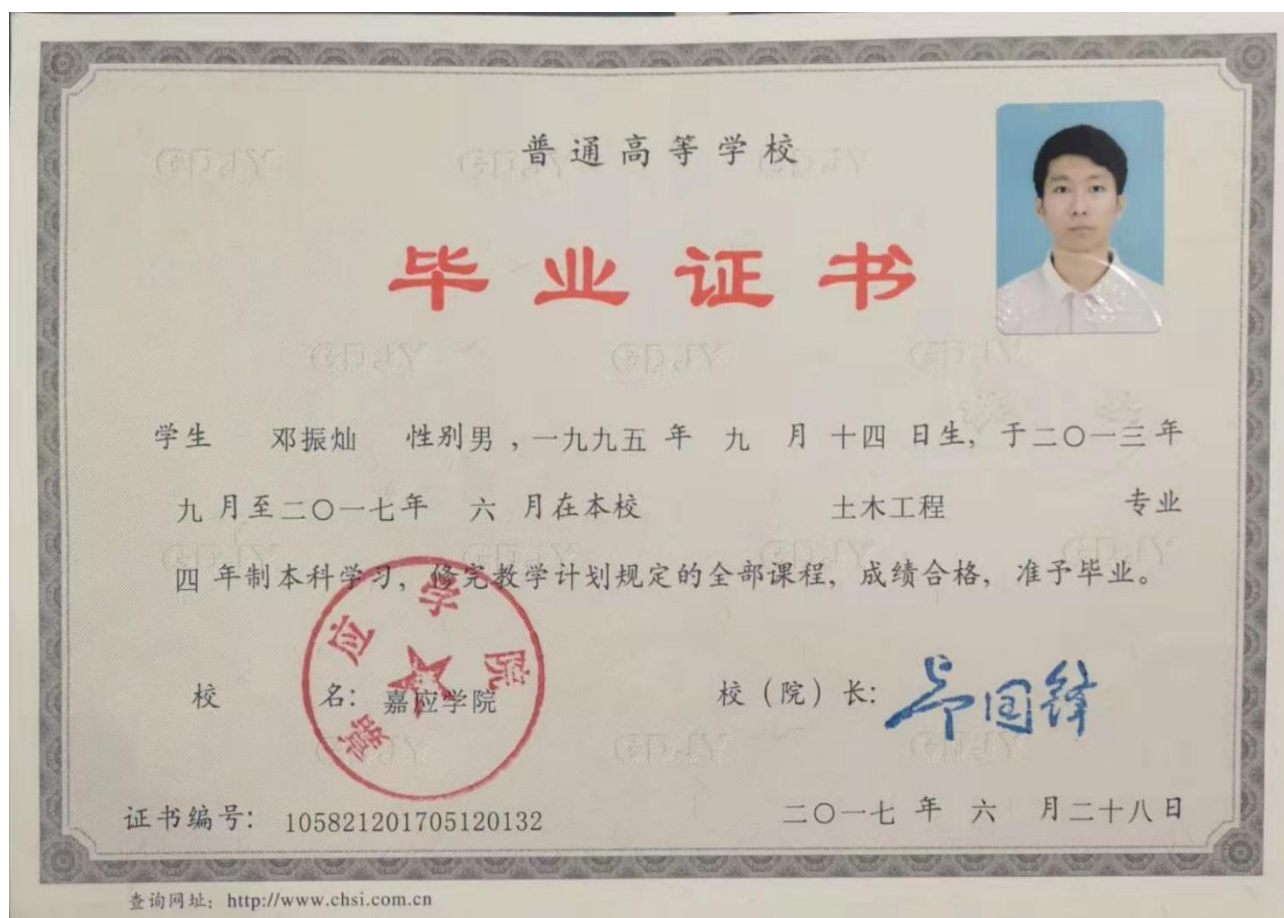 普通高等学校
毕业证书
学生 邓振灿 性别男，一九九五年 九 月 十四 日生，于二〇一三年
九月至二〇一七年 六 月在本校 土木工程 专业
四 年制本科学习，修完教学计划规定的全部课程，成绩合格，准予毕业。
校 名：嘉应学院 校（院）长：
嘉应学院
证书编号：105821201705120132 二〇一七 年 六 月二十八日
查询网址：http://www.chsi.com.cn